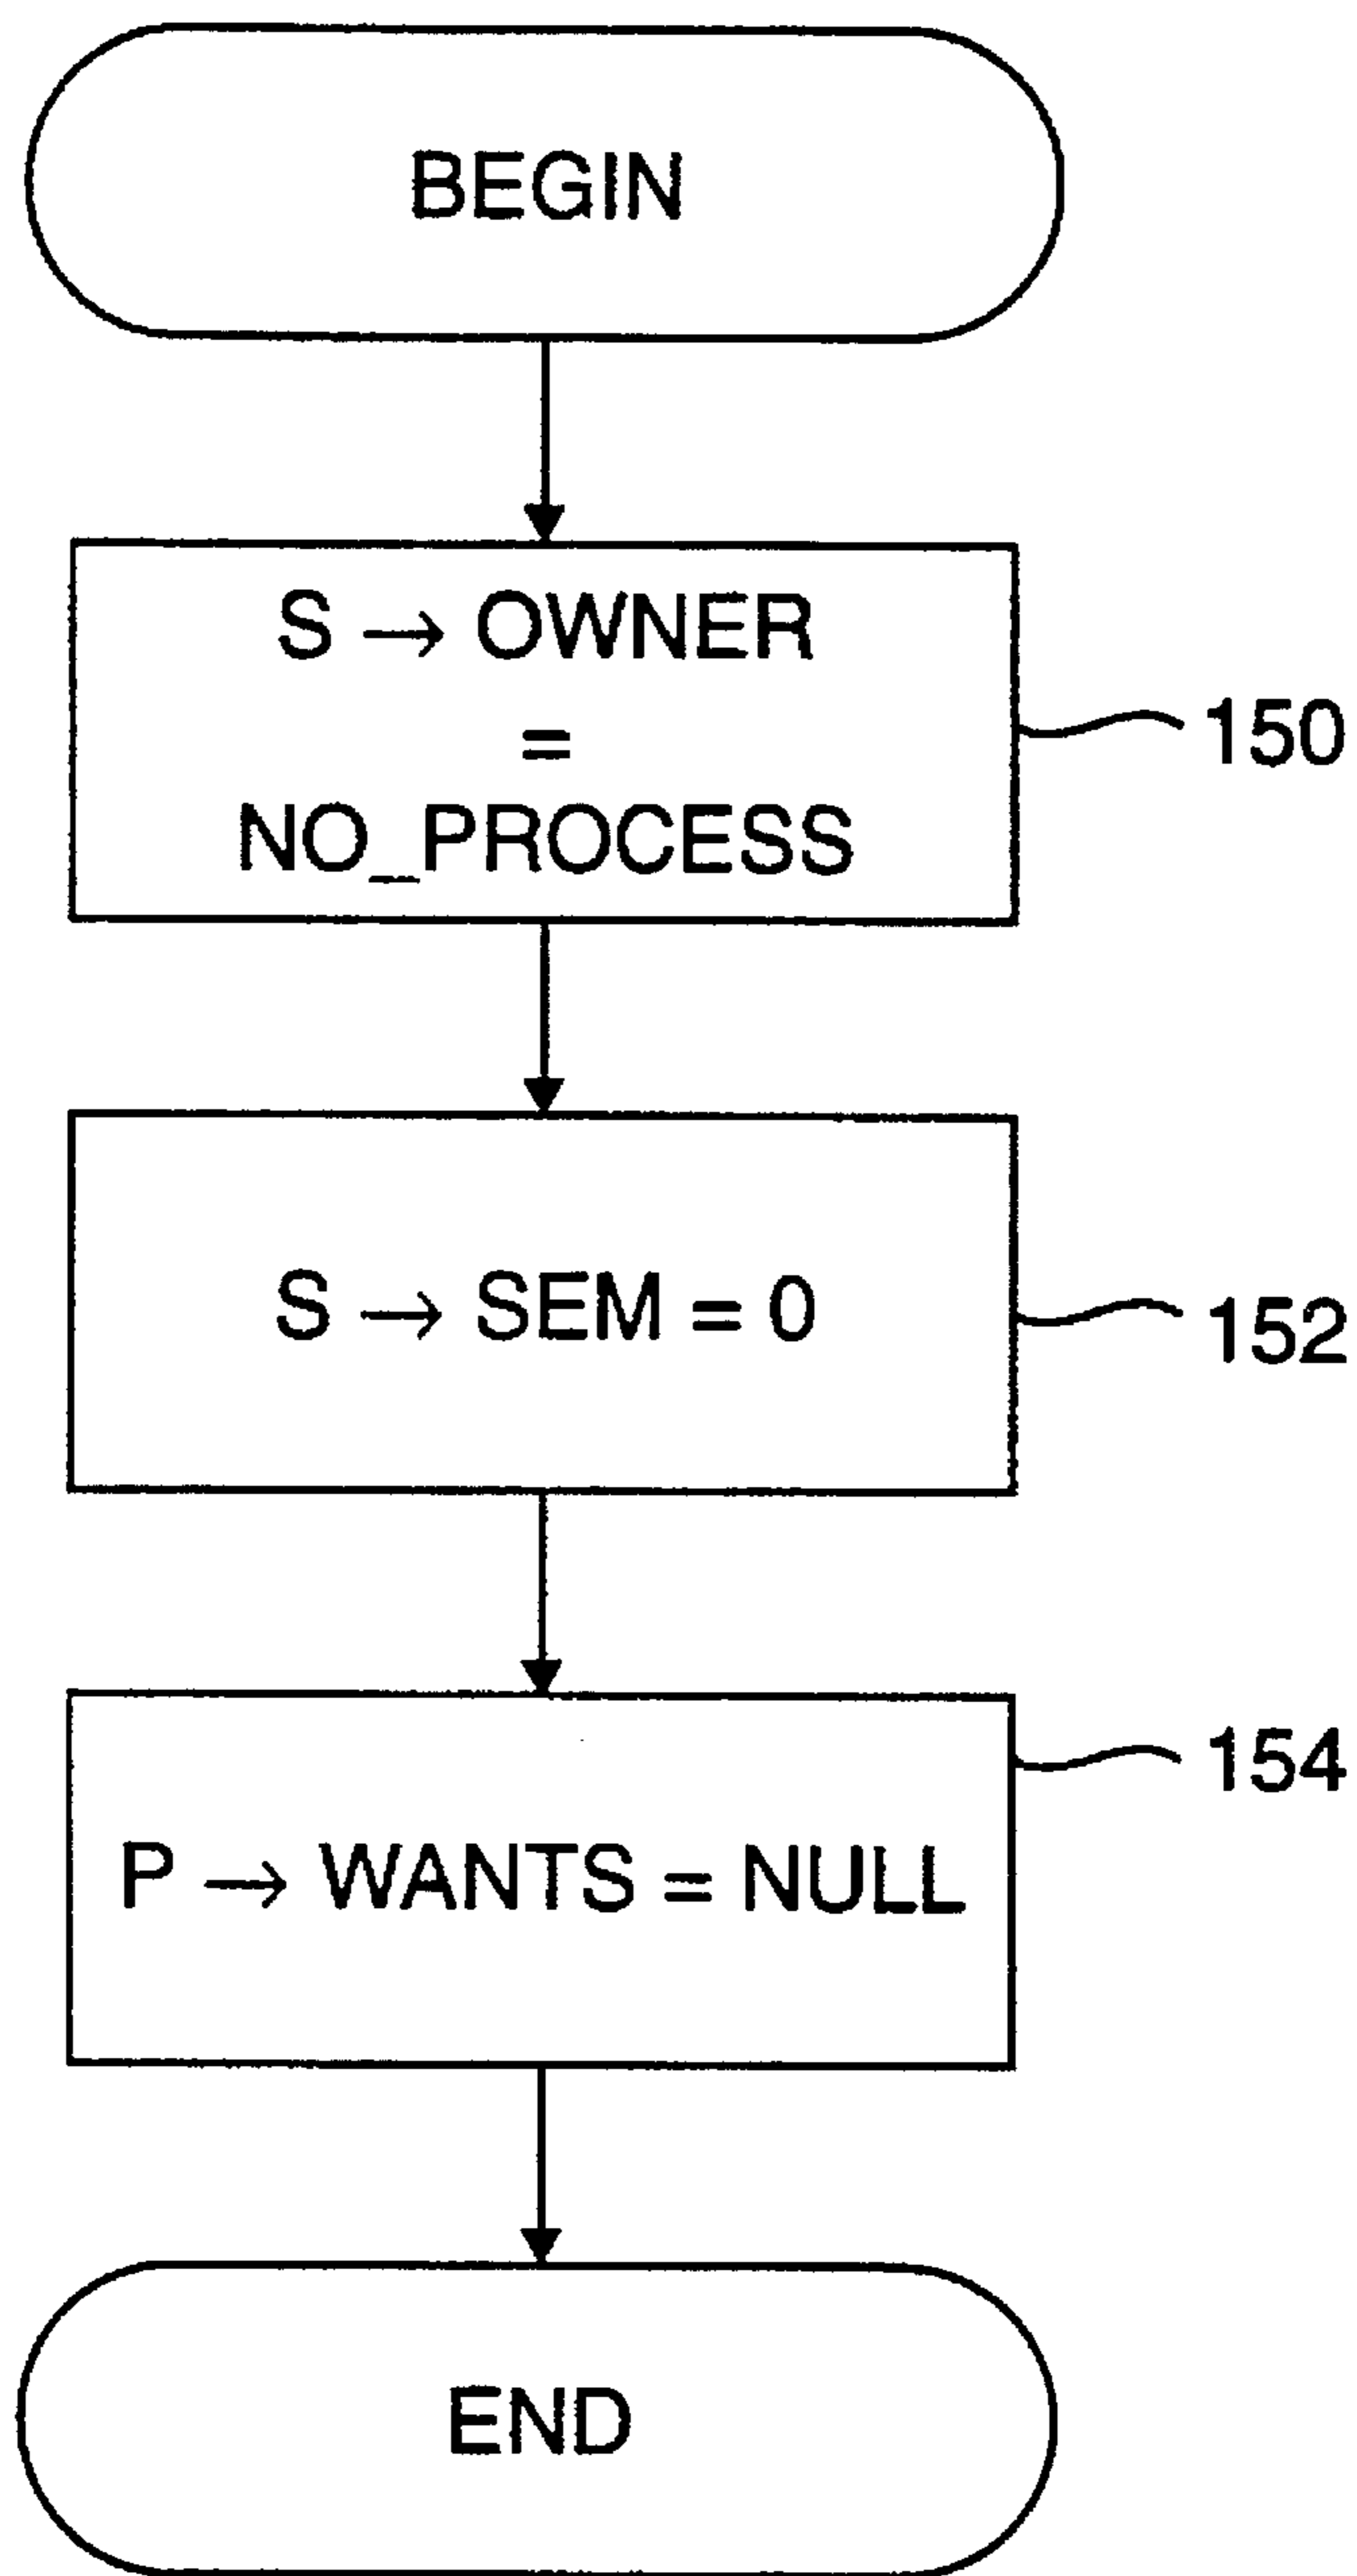 BEGIN
S → OWNER
=
NO_PROCESS
150
S → SEM = 0
152
154
P → WANTS = NULL
END